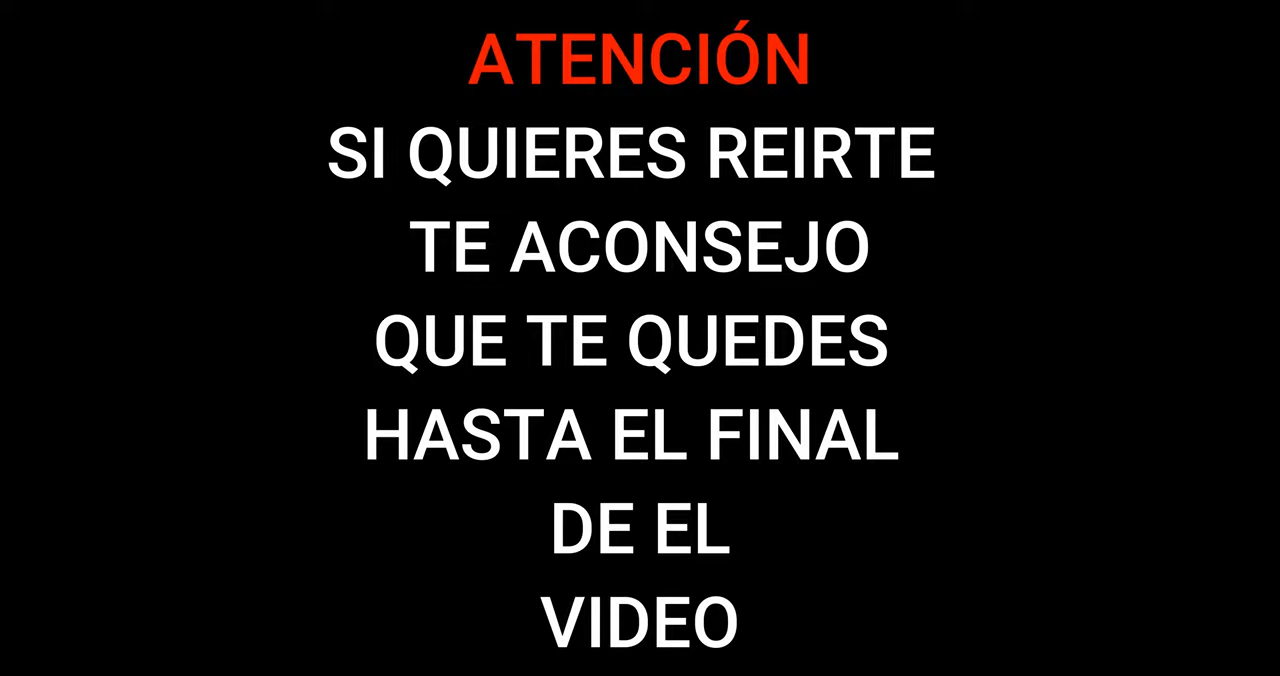 ATENCIÓN
SI QUIERES REIRTE
TE ACONSEJO
QUE TE QUEDES
HASTA EL FINAL
DE EL
VIDEO